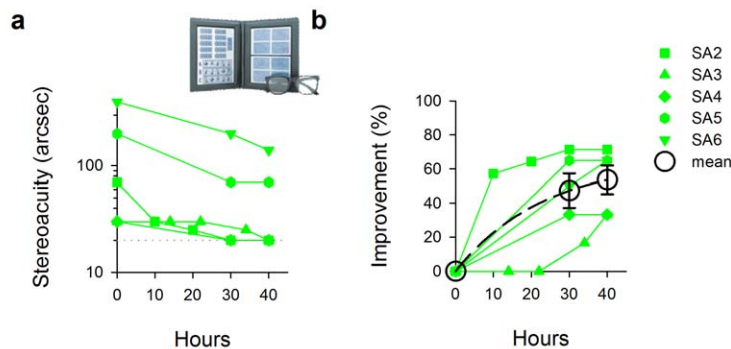 a
b
Stereoacuity (arcsec)
100
10
0 10 20 30 40
Hours
Improvement (%)
100
80
60
40
20
0
0 10 20 30 40
Hours
SA2
SA3
SA4
SA5
SA6
mean